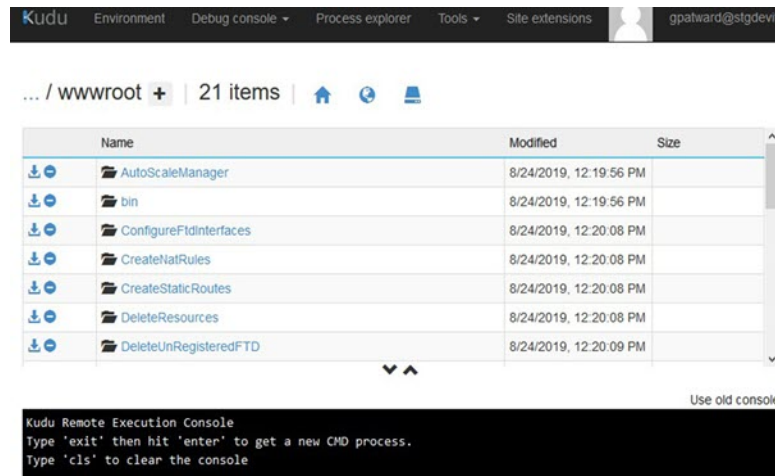 Kudu Environment Debug console Process explorer Tools Site extensions gpatward@stgdevi
... / wwwroot + 21 items
Name Modified Size
AutoScaleManager 8/24/2019, 12:19:56 PM
bin 8/24/2019, 12:19:56 PM
ConfigureFtdInterfaces 8/24/2019, 12:20:08 PM
CreateNatRules 8/24/2019, 12:20:08 PM
CreateStaticRoutes 8/24/2019, 12:20:08 PM
DeleteResources 8/24/2019, 12:20:08 PM
DeleteUnRegisteredFTD 8/24/2019, 12:20:09 PM
Use old console
Kudu Remote Execution Console
Type 'exit' then hit 'enter' to get a new CMD process.
Type 'cls' to clear the console